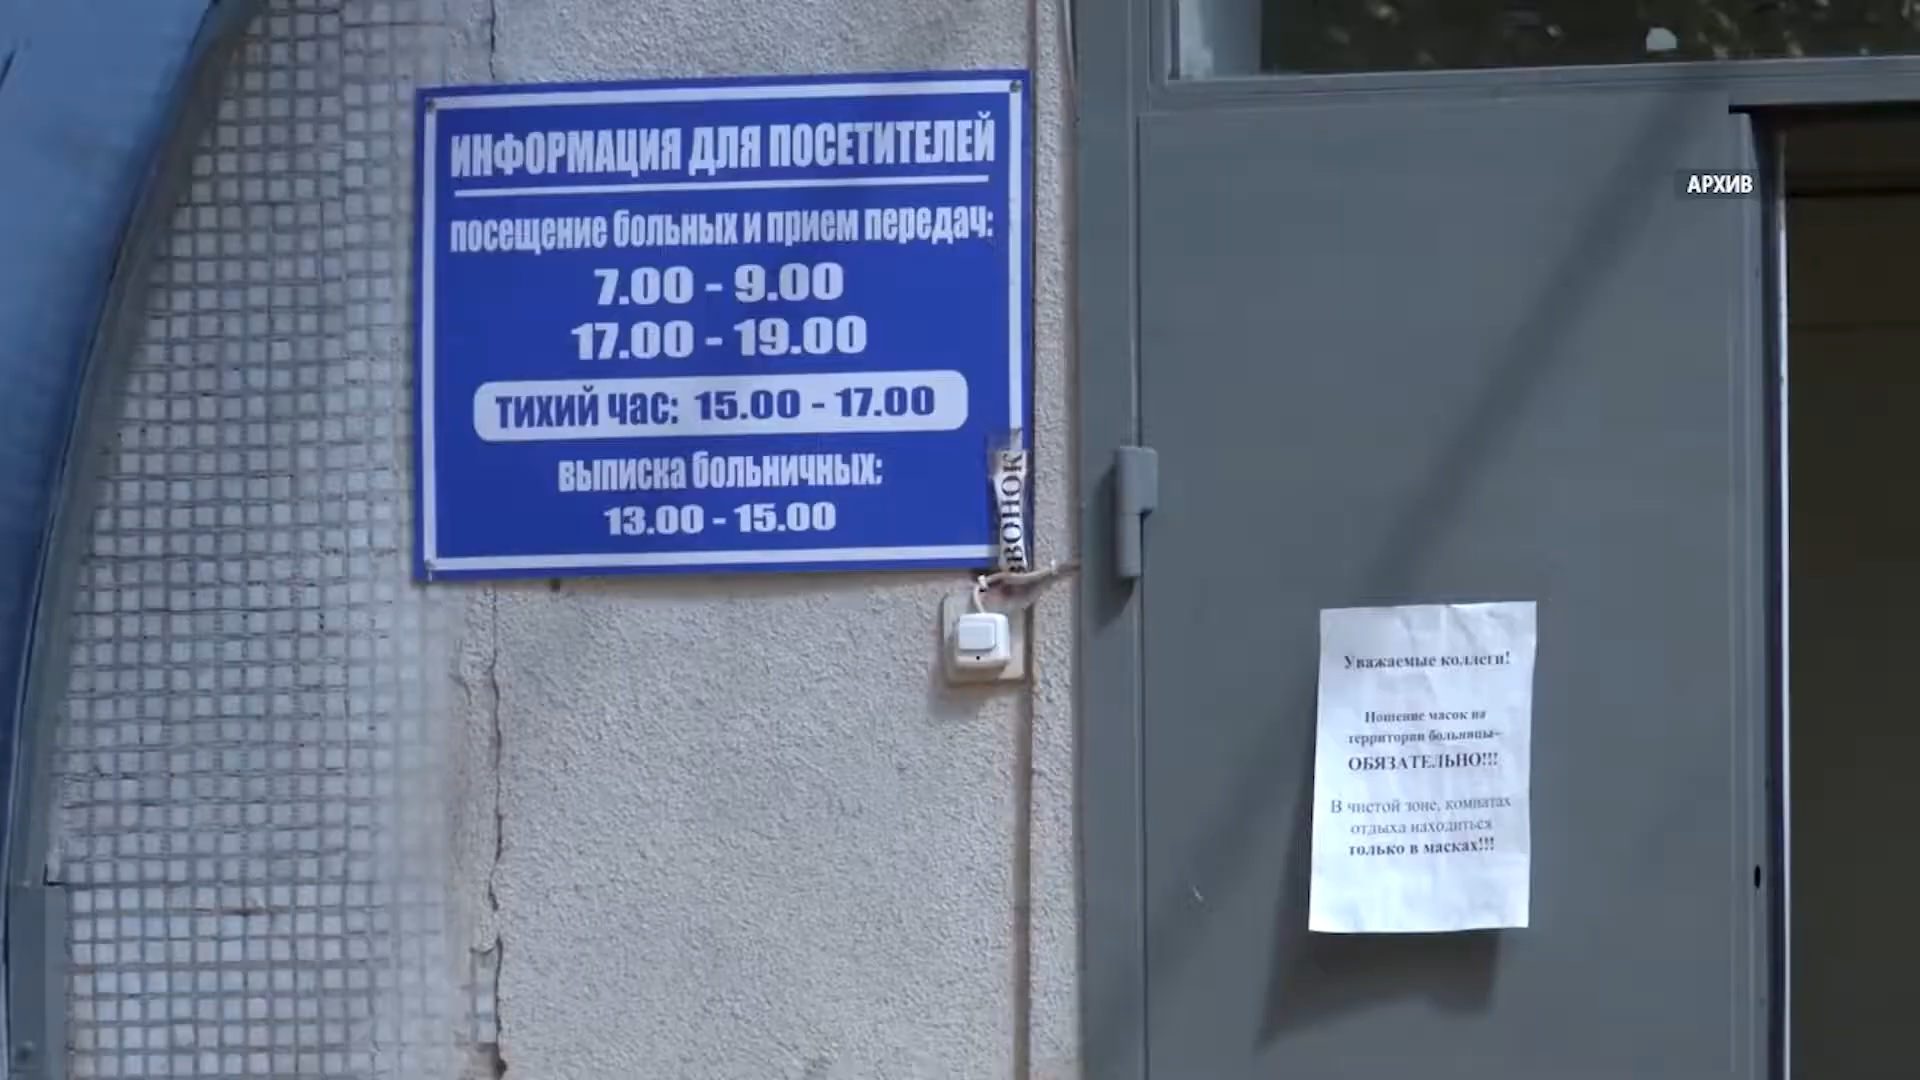 ИНФОРМАЦИЯ ДЛЯ ПОСЕТИТЕЛЕЙ
посещение больных и прием передач:
7.00 - 9.00
17.00 - 19.00
ТИХИЙ ЧАС: 15.00 - 17.00
выписка больничных:
13.00 - 15.00
ЗВОНОК
АРХИВ
Уважаемые коллеги!
Ношение масок на
территории больницы-
ОБЯЗАТЕЛЬНО!!!
В чистой зоне, комнатах
отдыха находиться
только в масках!!!